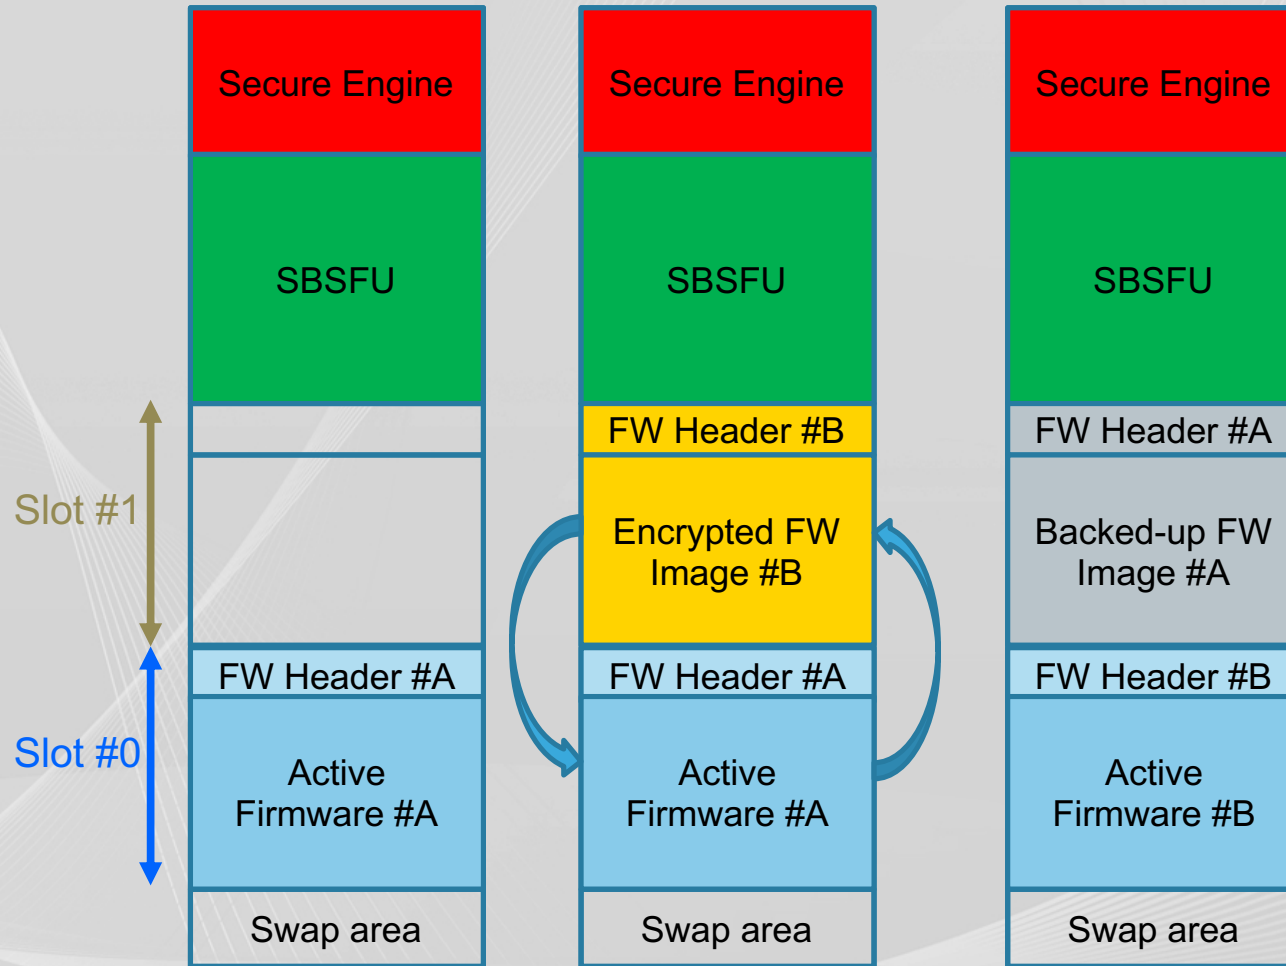 Secure Engine
SBSFU
Slot #1
FW Header #A
Slot #0
Active
Firmware #A
Swap area
Secure Engine
SBSFU
FW Header #B
Encrypted FW
Image #B
FW Header #A
Active
Firmware #A
Swap area
Secure Engine
SBSFU
FW Header #A
Backed-up FW
Image #A
FW Header #B
Active
Firmware #B
Swap area